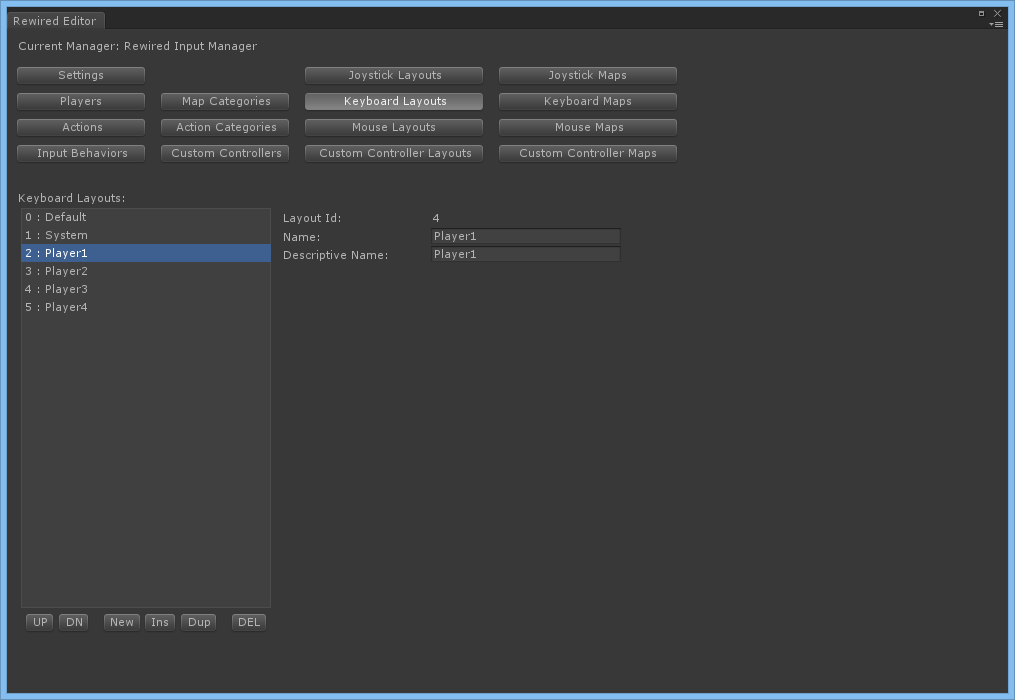 Rewired Editor
Current Manager: Rewired Input Manager
Settings Joystick Layouts Joystick Maps
Players Map Categories Keyboard Layouts Keyboard Maps
Actions Action Categories Mouse Layouts Mouse Maps
Input Behaviors Custom Controllers Custom Controller Layouts Custom Controller Maps
Keyboard Layouts:
0 : Default
1 : System
2 : Player1
3 : Player2
4 : Player3
5 : Player4
Layout Id: 4
Name: Player1
Descriptive Name: Player1
UP DN New Ins Dup DEL